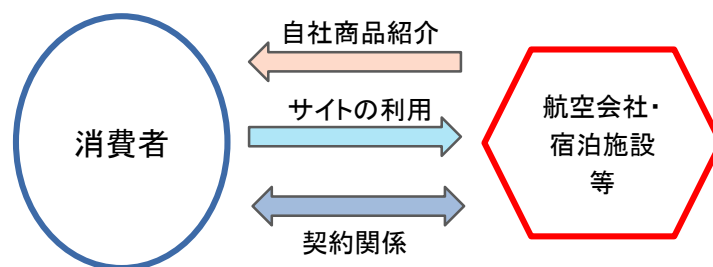 自社商品紹介
サイトの利用
消費者
航空会社・
宿泊施設
等
契約関係